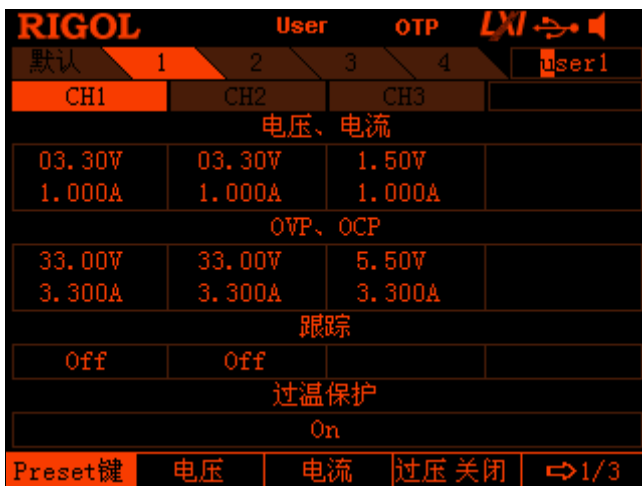 RIGOL User OTP LXI
默认 1 2 3 4 user1
CH1 CH2 CH3
电压、电流
03.30V 03.30V 1.50V
1.000A 1.000A 1.000A
OVP、OCP
33.00V 33.00V 5.50V
3.300A 3.300A 3.300A
跟踪
Off Off
过温保护
On
Preset键 电压 电流 过压 关闭 ⇨1/3